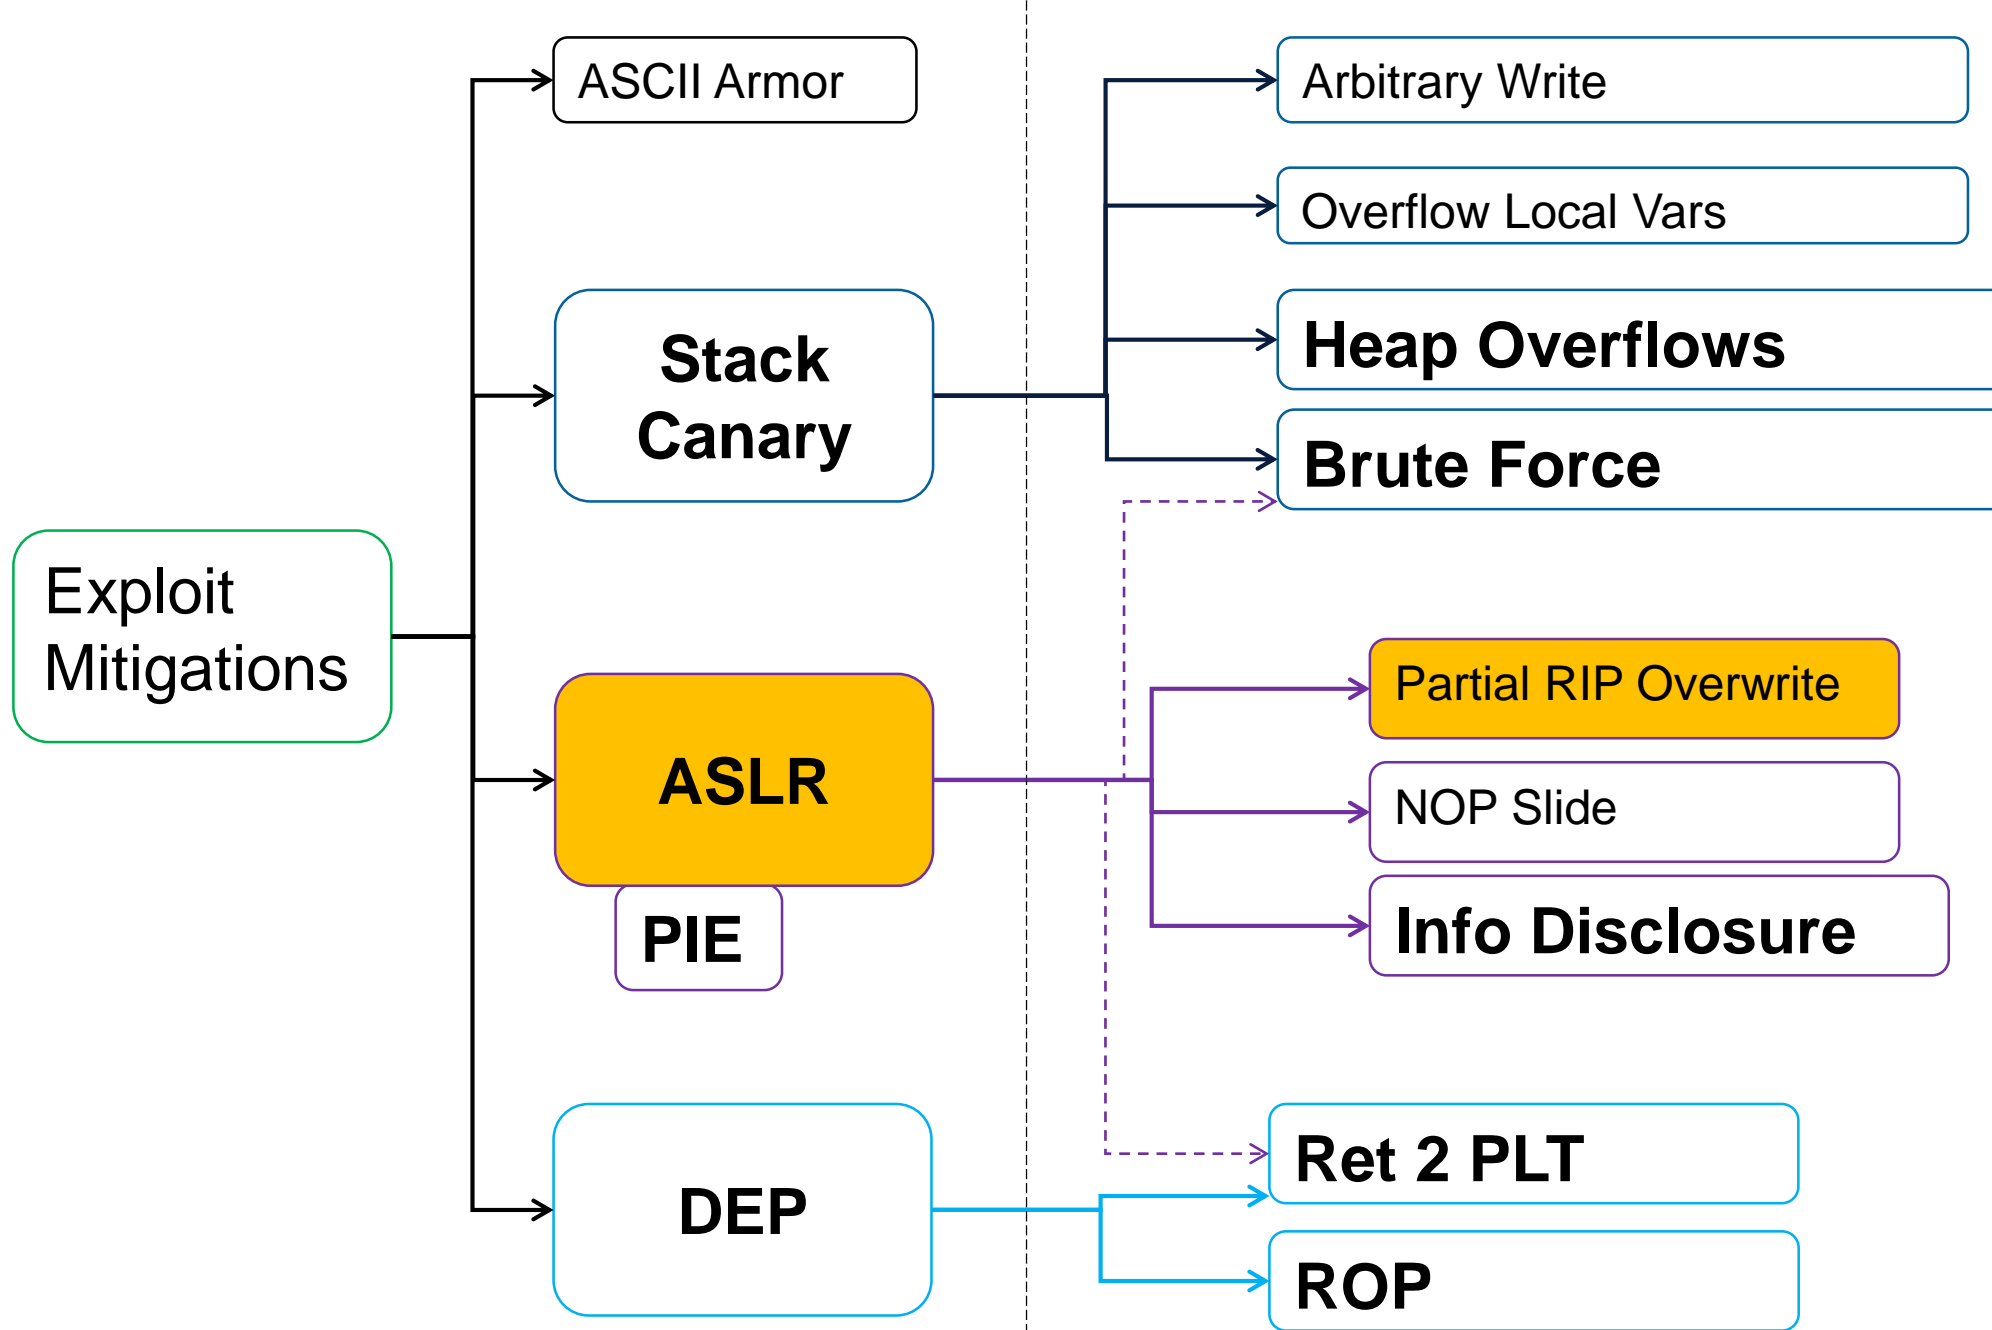 ASCII Armor
Arbitrary Write
Overflow Local Vars
Stack
Canary
Heap Overflows
Brute Force
Exploit
Mitigations
ASLR
PIE
Partial RIP Overwrite
NOP Slide
Info Disclosure
DEP
Ret 2 PLT
ROP